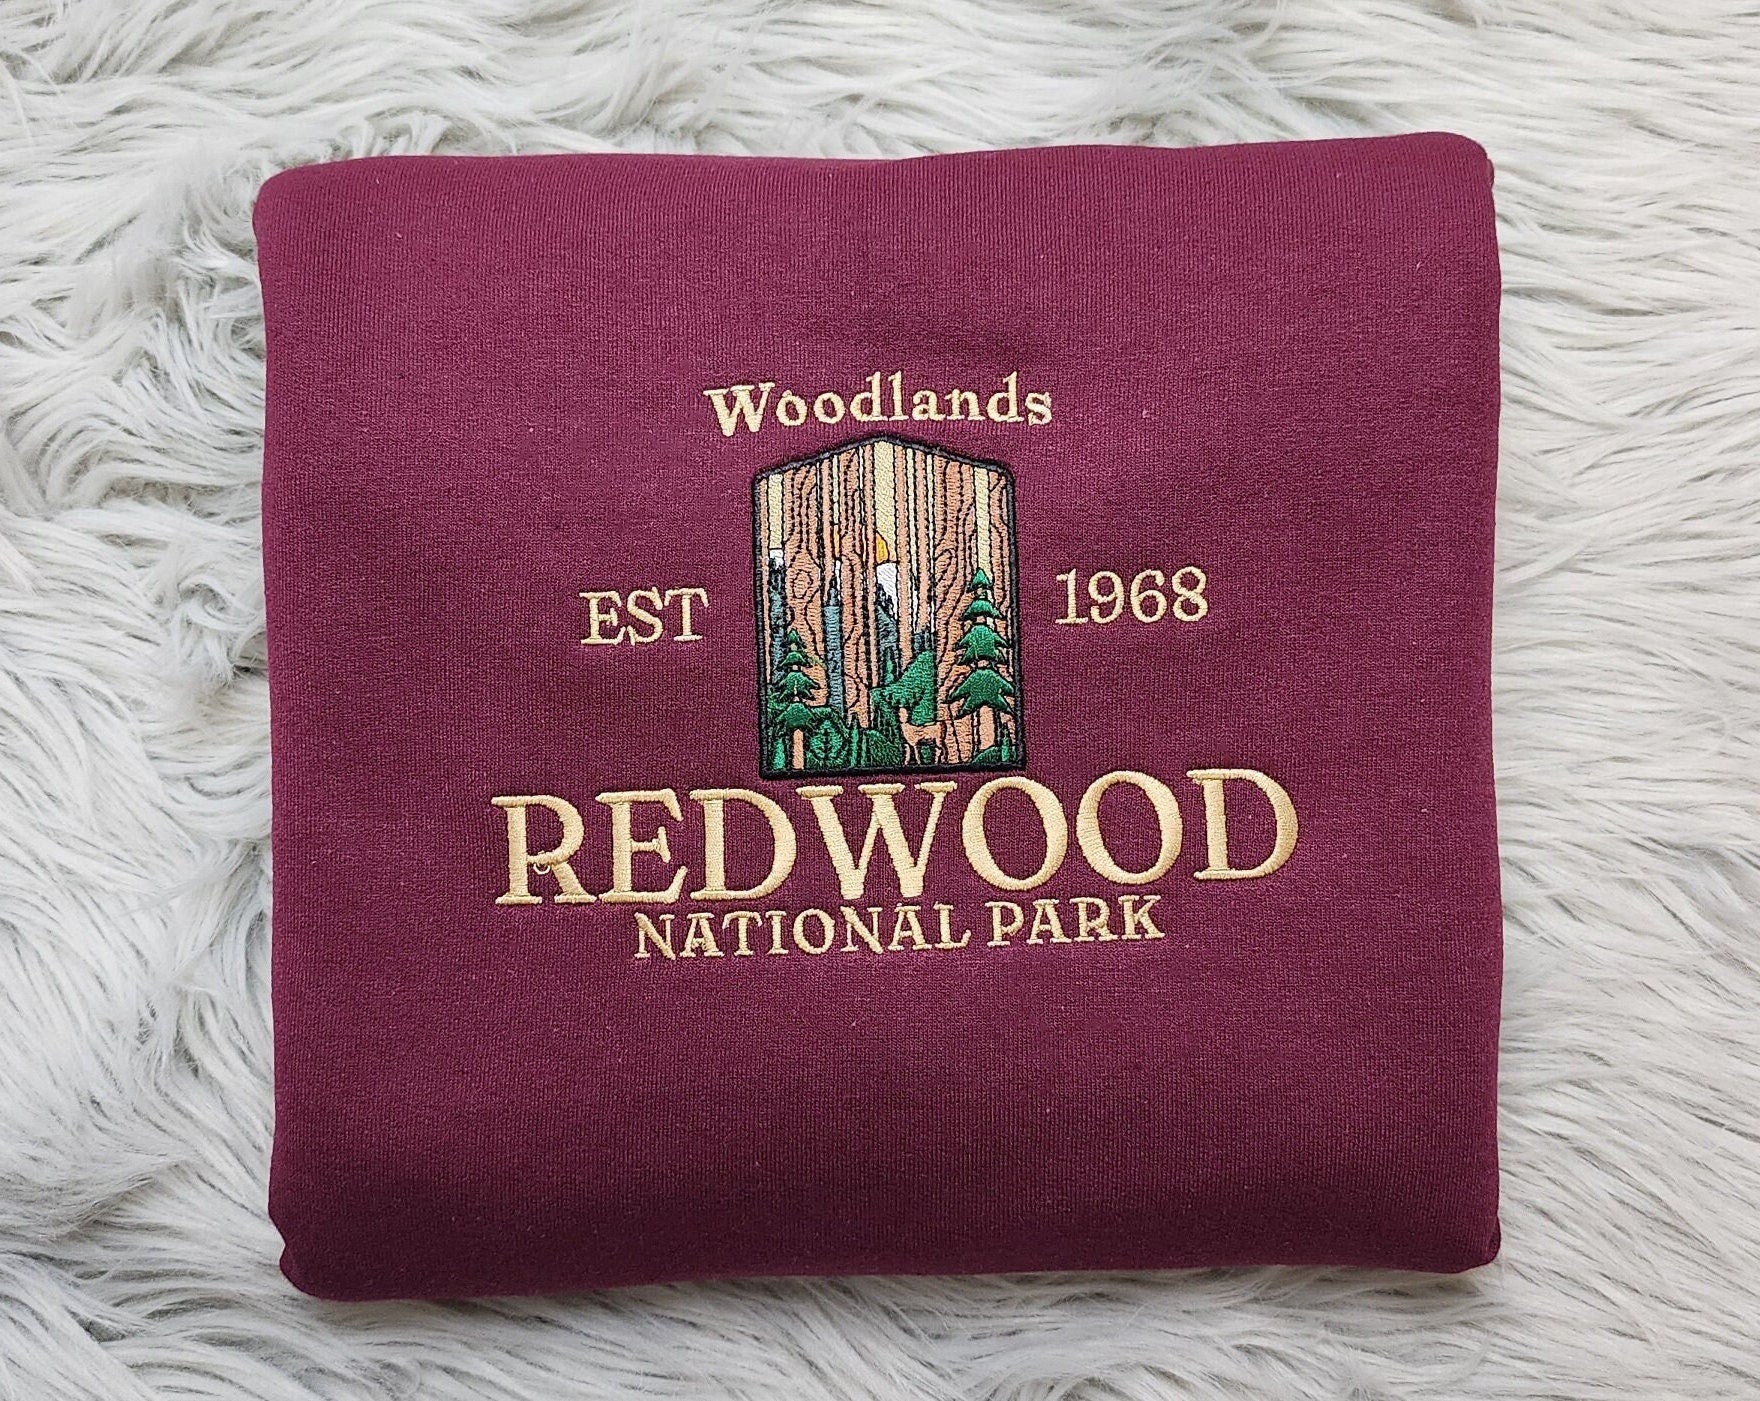 Woodlands
EST 1968
REDWOOD
NATIONAL PARK